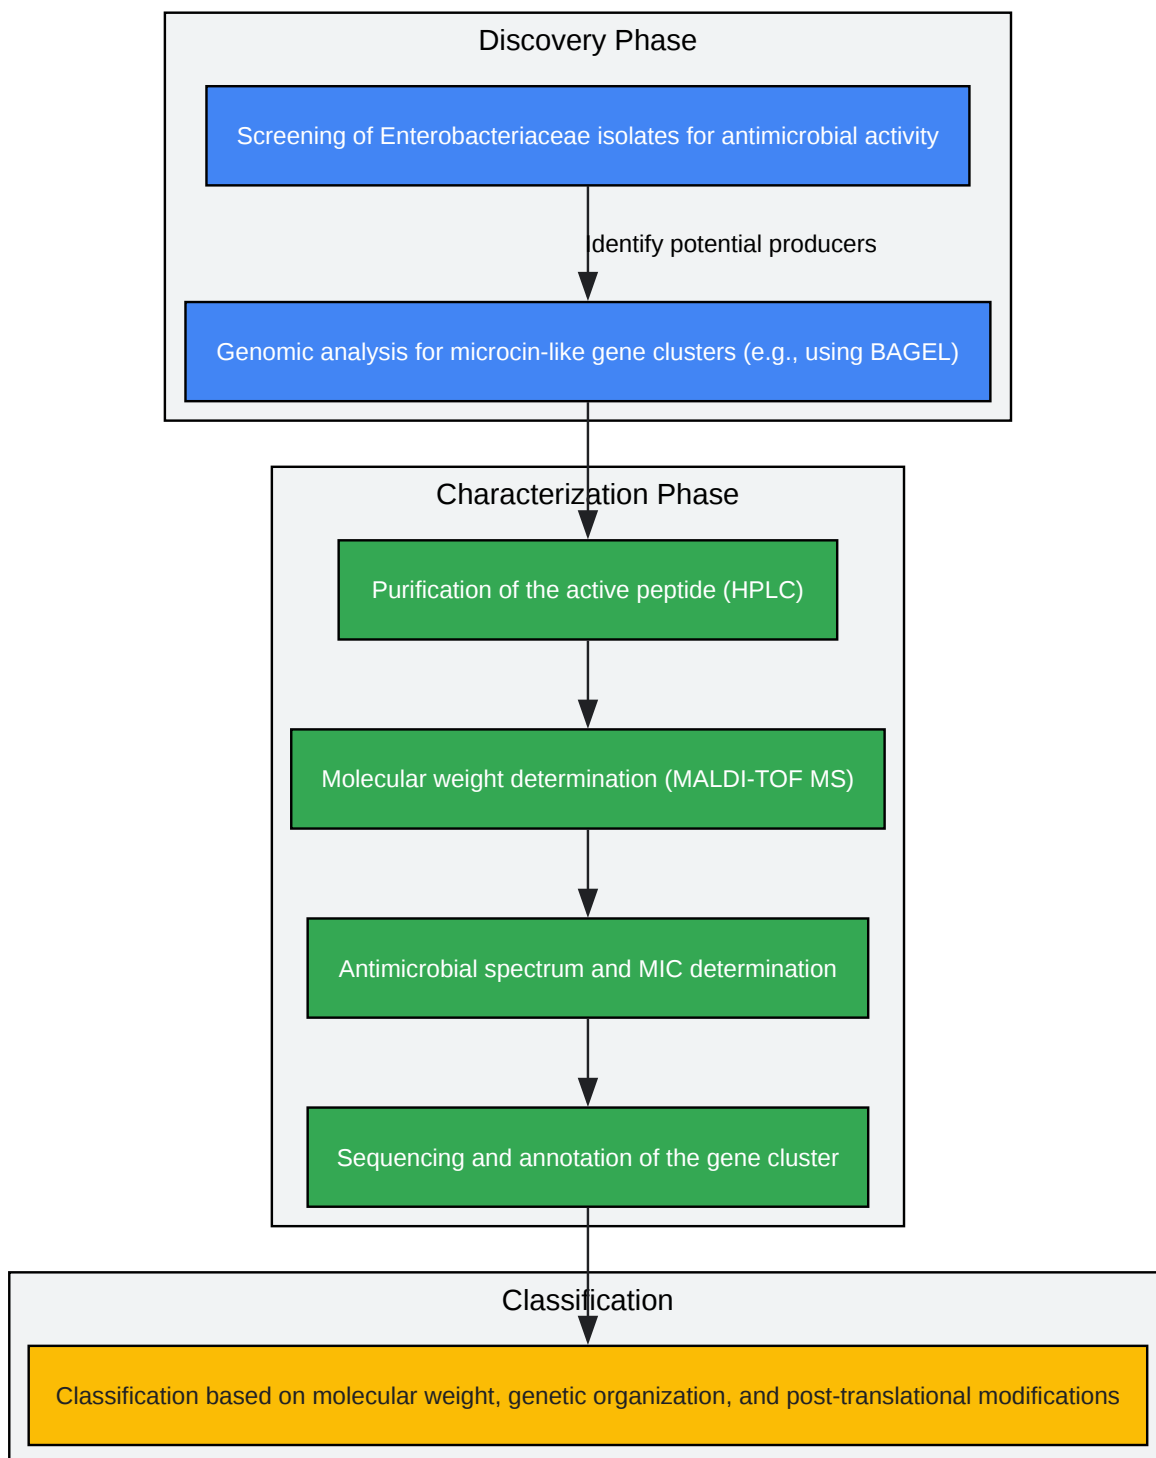 Discovery Phase
Screening of Enterobacteriaceae isolates for antimicrobial activity
Identify potential producers
Genomic analysis for microcin-like gene clusters (e.g., using BAGEL)
Characterization Phase
Purification of the active peptide (HPLC)
Molecular weight determination (MALDI-TOF MS)
Antimicrobial spectrum and MIC determination
Sequencing and annotation of the gene cluster
Classification
Classification based on molecular weight, genetic organization, and post-translational modifications